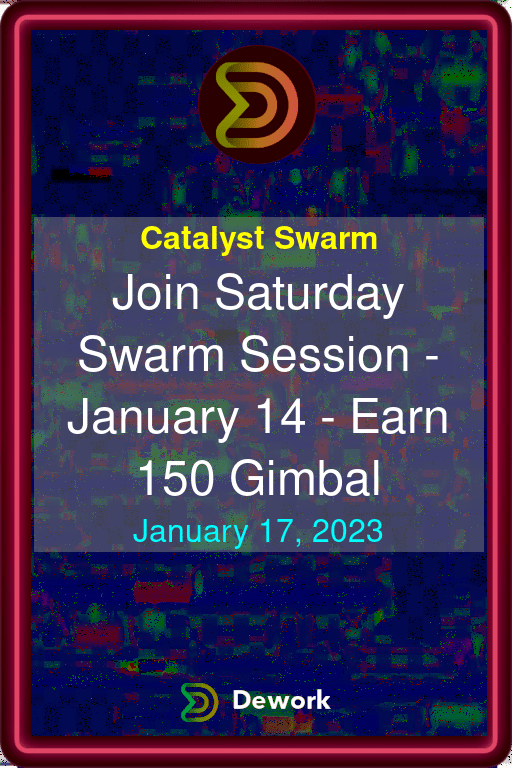 Catalyst Swarm
Join Saturday
Swarm Session -
January 14 - Earn
150 Gimbal
January 17, 2023
Dework